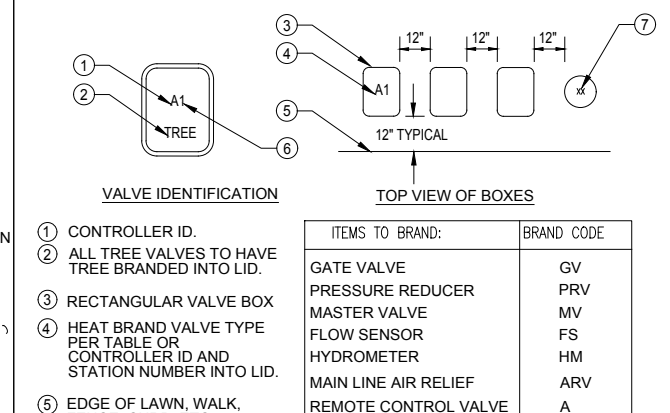 3
12"
12"
12"
7
4
1
A1
A1
2
5
TREE
6
12" TYPICAL
VALVE IDENTIFICATION
TOP VIEW OF BOXES
1 CONTROLLER ID.
2 ALL TREE VALVES TO HAVE
TREE BRANDED INTO LID.
3 RECTANGULAR VALVE BOX
4 HEAT BRAND VALVE TYPE
PER TABLE OR
CONTROLLER ID AND
STATION NUMBER INTO LID.
5 EDGE OF LAWN, WALK,
ITEMS TO BRAND: BRAND CODE
GATE VALVE GV
PRESSURE REDUCER PRV
MASTER VALVE MV
FLOW SENSOR FS
HYDROMETER HM
MAIN LINE AIR RELIEF ARV
REMOTE CONTROL VALVE A
N